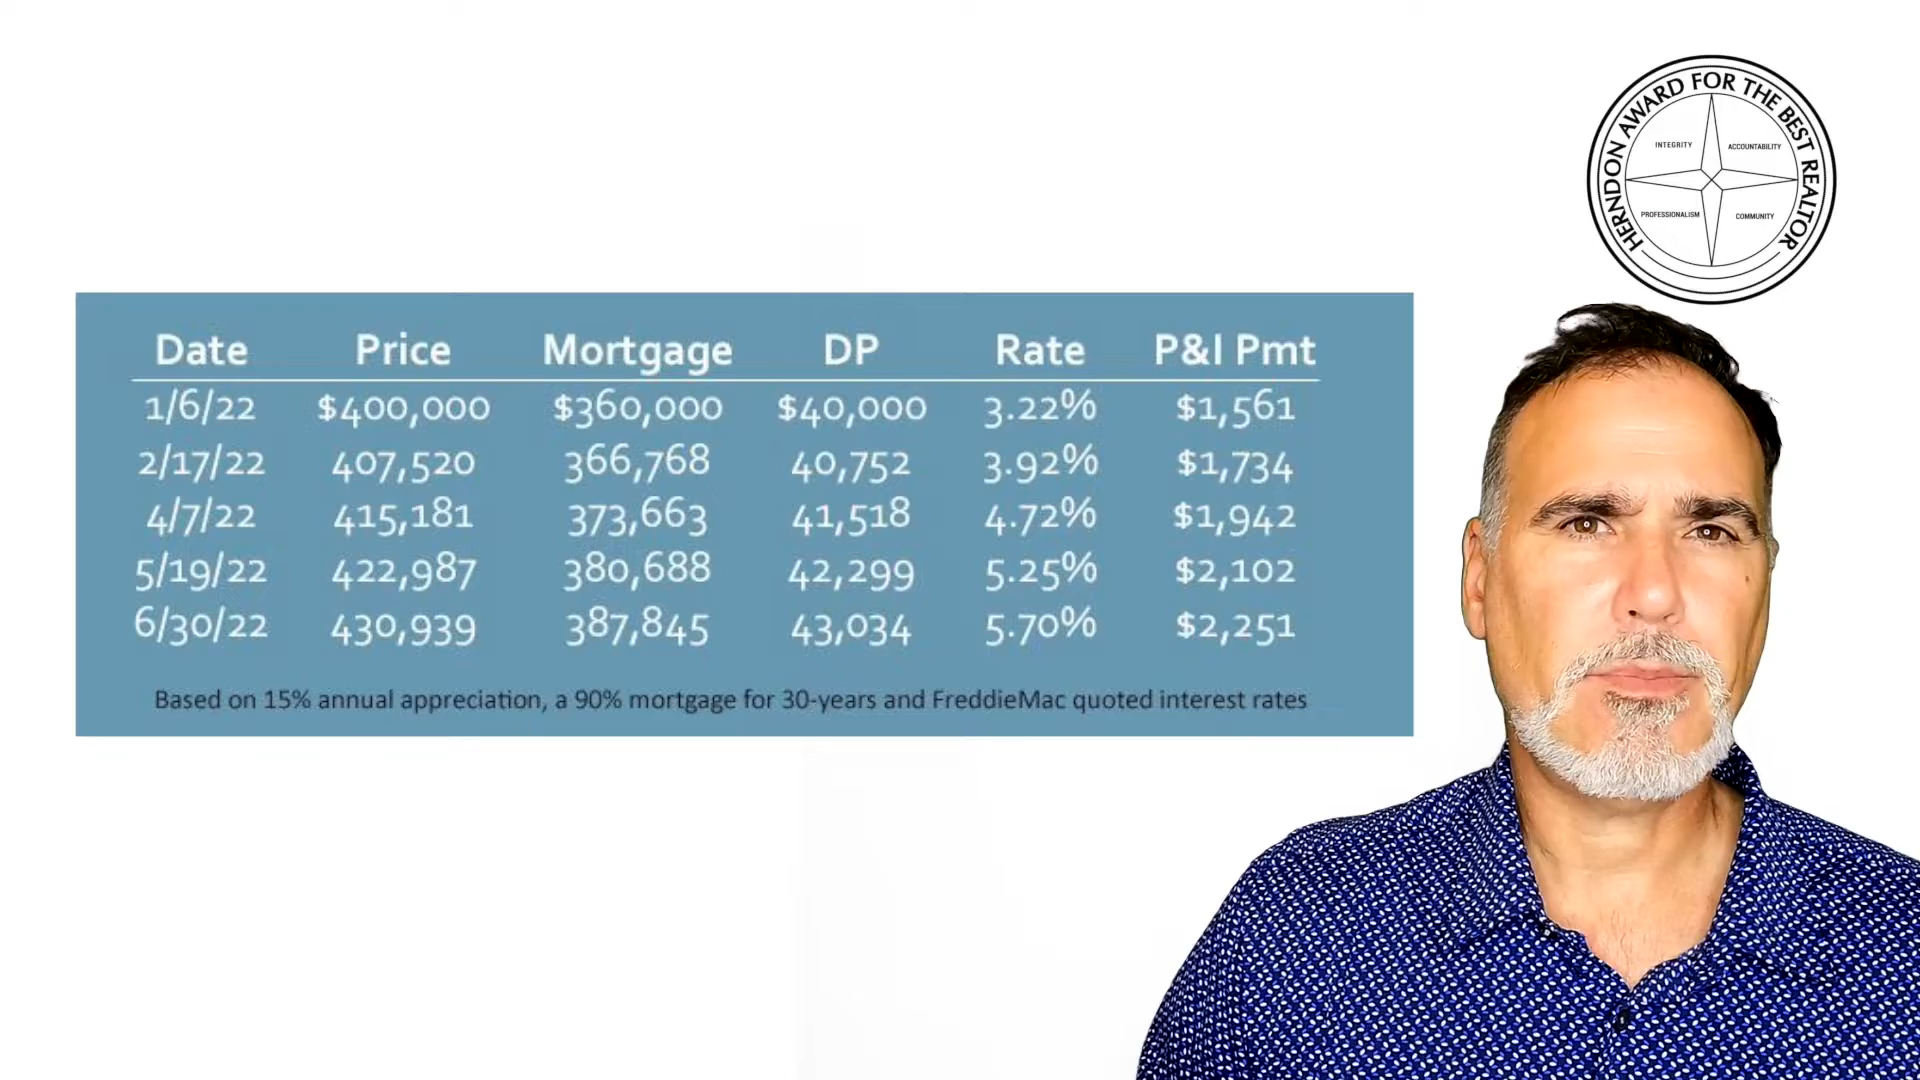 HERNDON AWARD FOR THE BEST REALTOR
INTEGRITY
ACCOUNTABILITY
PROFESSIONALISM
COMMUNITY
Date Price Mortgage DP Rate P&I Pmt
1/6/22 $400,000 $360,000 $40,000 3.22% $1,561
2/17/22 407,520 366,768 40,752 3.92% $1,734
4/7/22 415,181 373,663 41,518 4.72% $1,942
5/19/22 422,987 380,688 42,299 5.25% $2,102
6/30/22 430,939 387,845 43,034 5.70% $2,251
Based on 15% annual appreciation, a 90% mortgage for 30-years and FreddieMac quoted interest rates